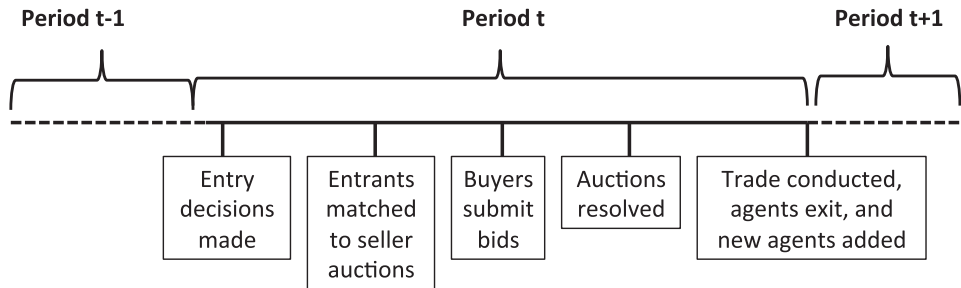 Period t-1
Period t
Period t+1
Entry
decisions
made
Entrants
matched
to seller
auctions
Buyers
submit
bids
Auctions
resolved
Trade conducted,
agents exit, and
new agents added